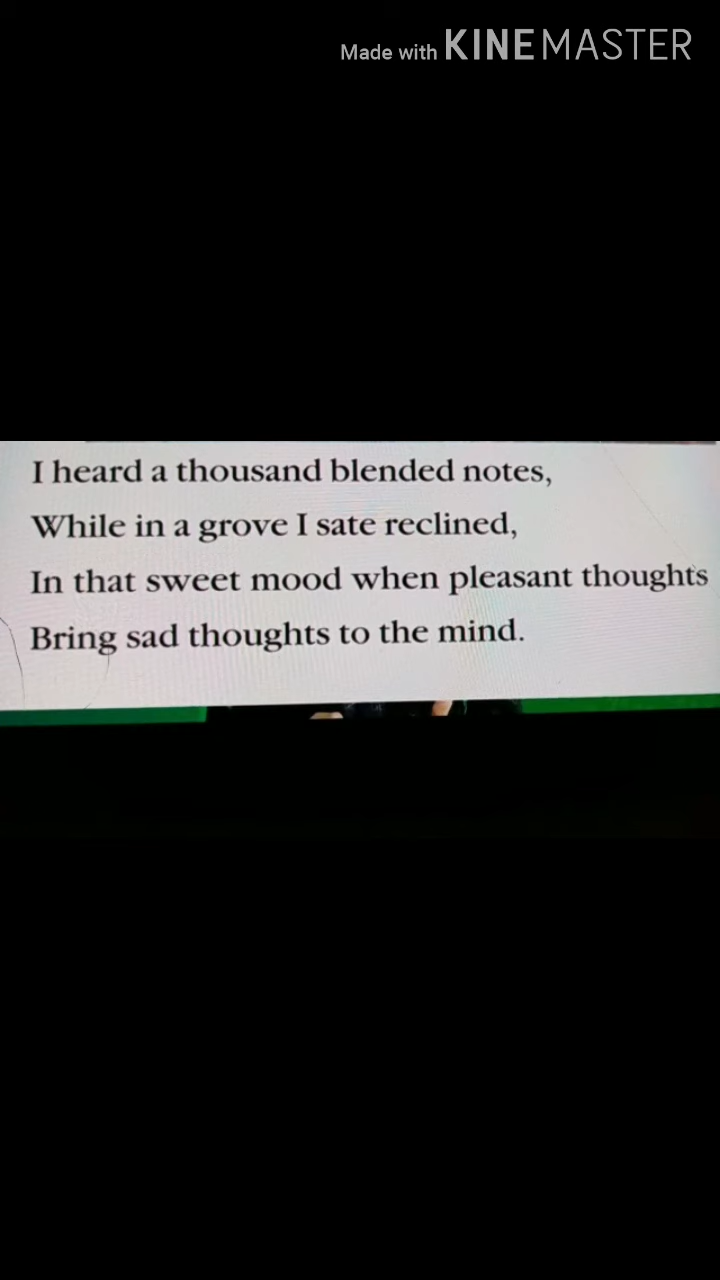 Made with KINEMASTER
I heard a thousand blended notes,
While in a grove I sate reclined,
In that sweet mood when pleasant thoughts
Bring sad thoughts to the mind.